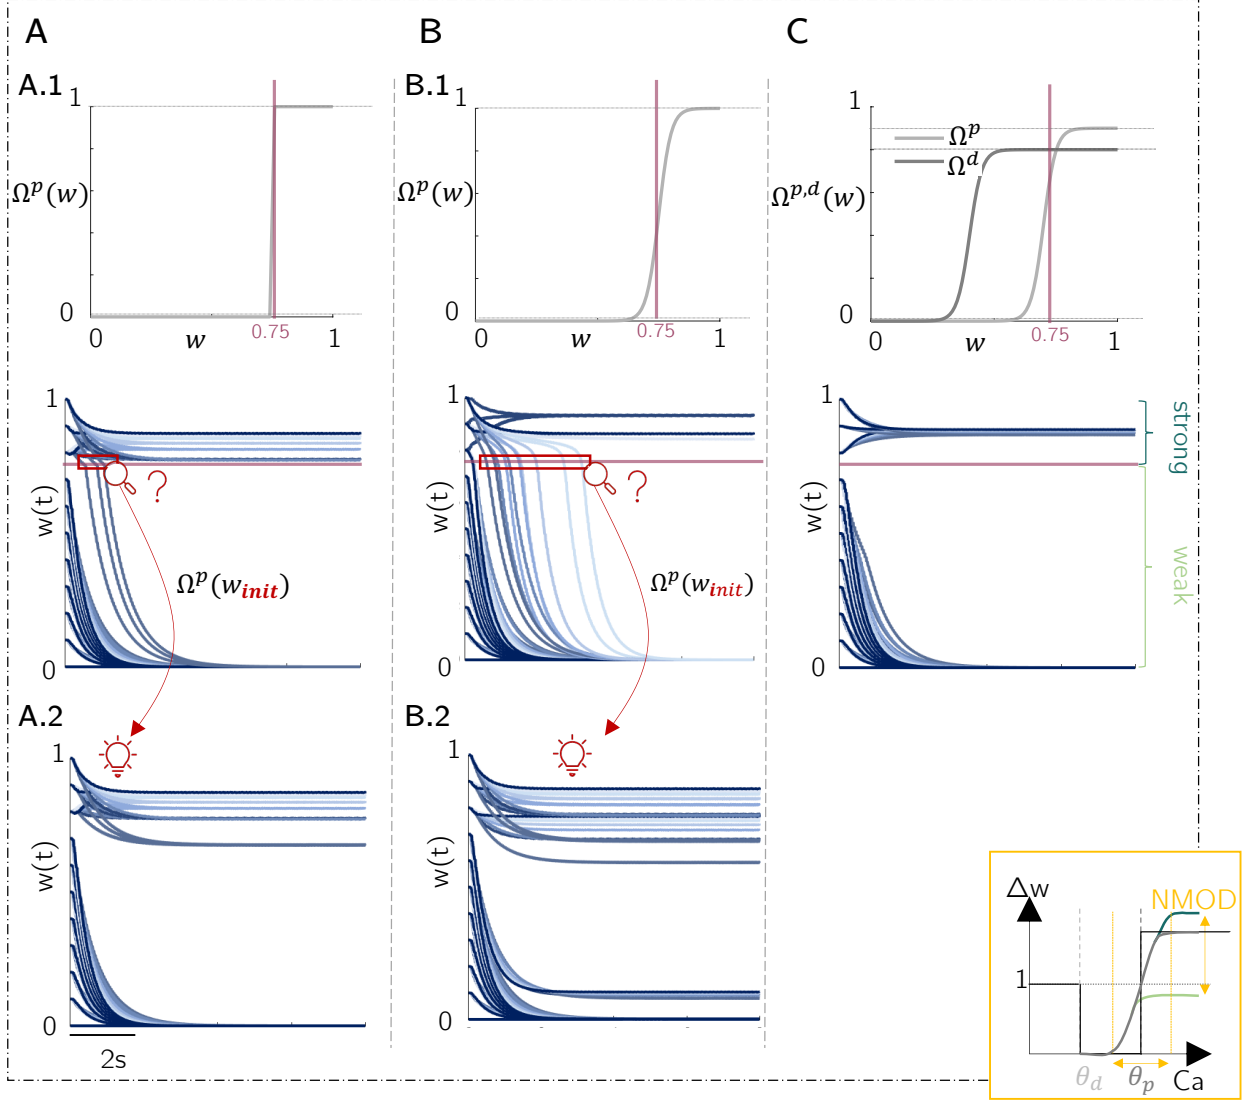 A
B
C
A.1
1
Ω^p(w)
0
0
w
0.75
1
B.1
1
Ω^p(w)
0
0
w
0.75
1
1
Ω^p
Ω^d
Ω^{p,d}(w)
0
0
w
0.75
1
1
w(t)
?
Ω^p(w_init)
0
1
w(t)
?
Ω^p(w_init)
0
1
w(t)
0
strong
weak
A.2
1
w(t)
0
2s
B.2
1
w(t)
0
Δw
NMOD
1
θ_d
θ_p
Ca